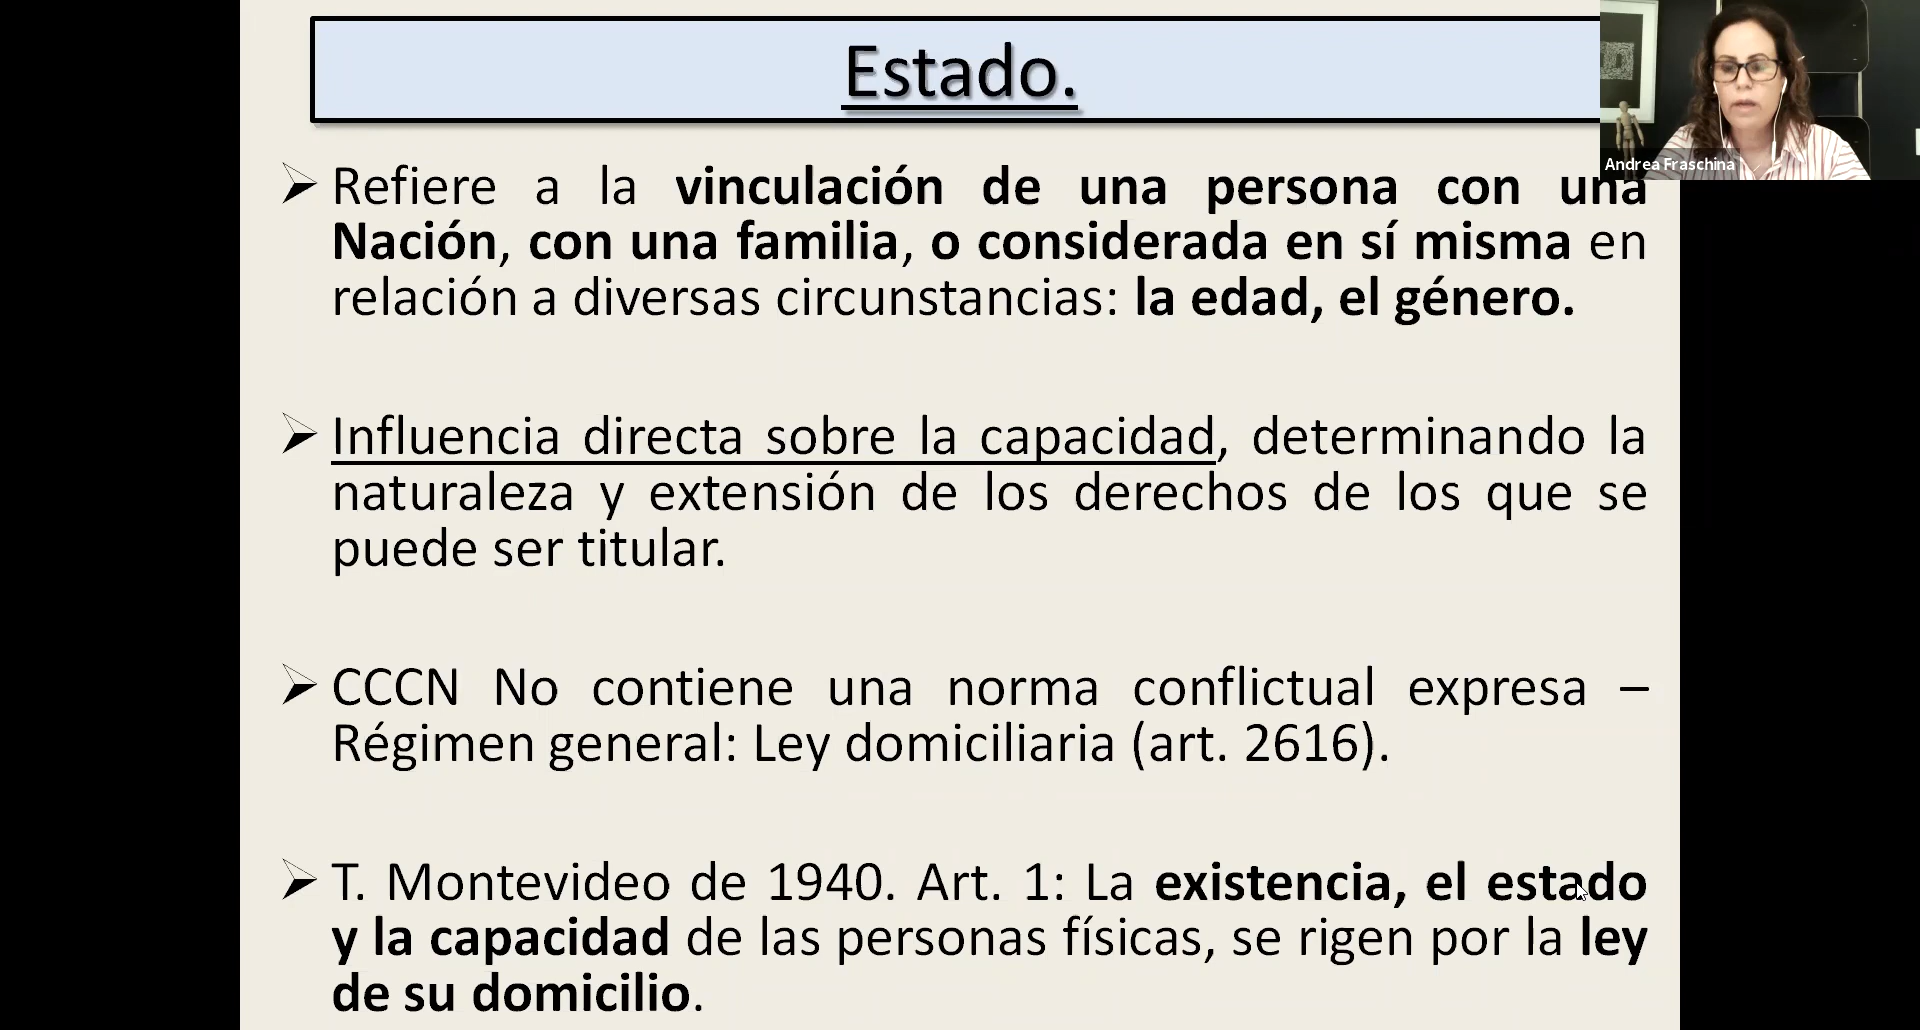 Estado.
Andrea Fraschina
➢ Refiere a la vinculación de una persona con una
Nación, con una familia, o considerada en sí misma en
relación a diversas circunstancias: la edad, el género.
➢ Influencia directa sobre la capacidad, determinando la
naturaleza y extensión de los derechos de los que se
puede ser titular.
➢ CCCN No contiene una norma conflictual expresa –
Régimen general: Ley domiciliaria (art. 2616).
➢ T. Montevideo de 1940. Art. 1: La existencia, el estado
y la capacidad de las personas físicas, se rigen por la ley
de su domicilio.